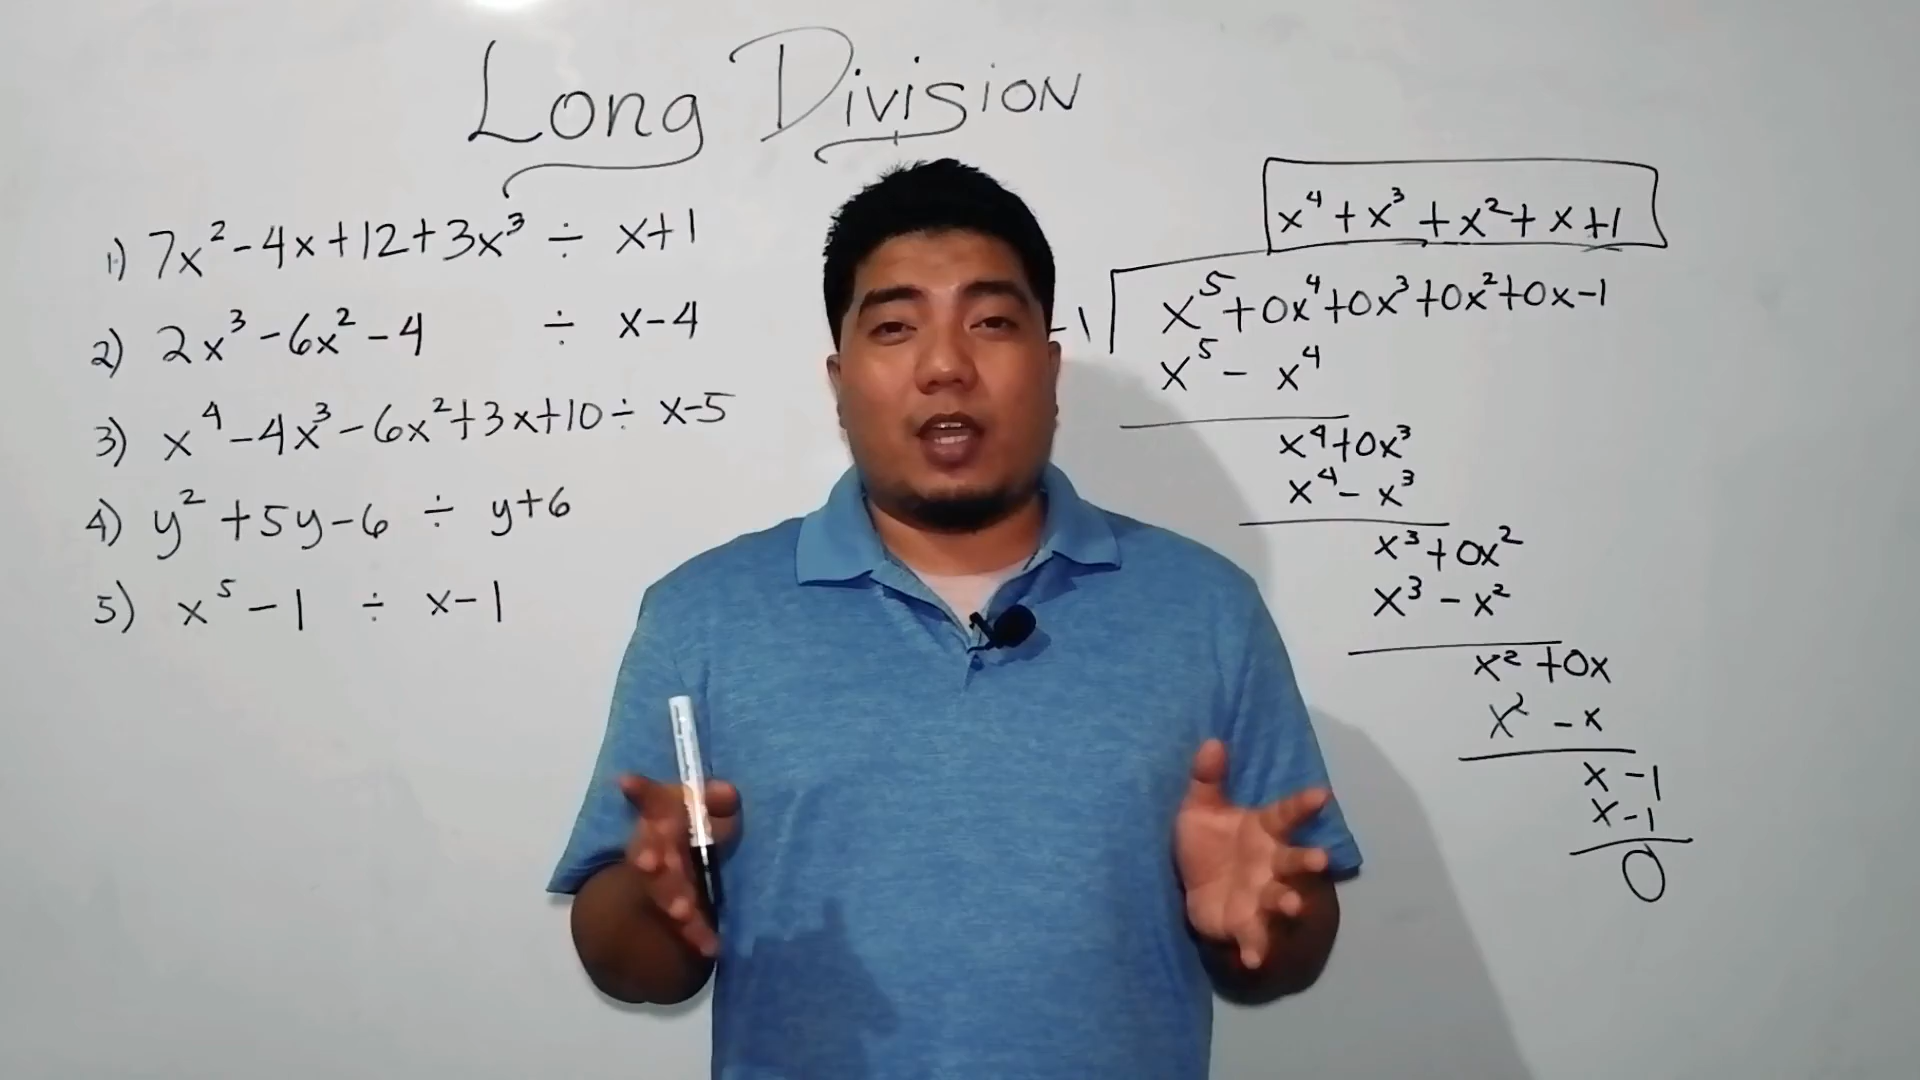 Long Division
1) 7x² - 4x + 12 + 3x³ ÷ x + 1
2) 2x³ - 6x² - 4 ÷ x - 4
3) x⁴ - 4x³ - 6x² + 3x + 10 ÷ x - 5
4) y² + 5y - 6 ÷ y + 6
5) x⁵ - 1 ÷ x - 1
x⁴ + x³ + x² + x + 1
-1 x⁵ + 0x⁴ + 0x³ + 0x² + 0x - 1
x⁵ - x⁴
x⁴ + 0x³
x⁴ - x³
x³ + 0x²
x³ - x²
x² + 0x
x² - x
x - 1
x - 1
0